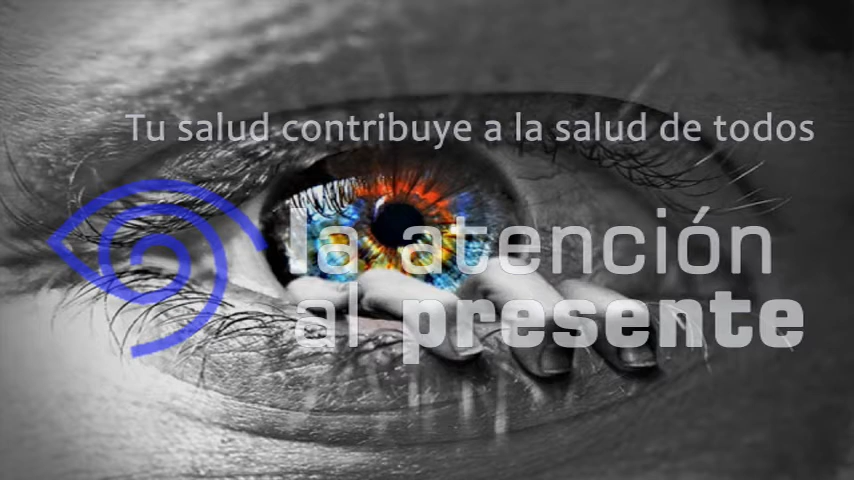 Tu salud contribuye a la salud de todos
la atención
al presente